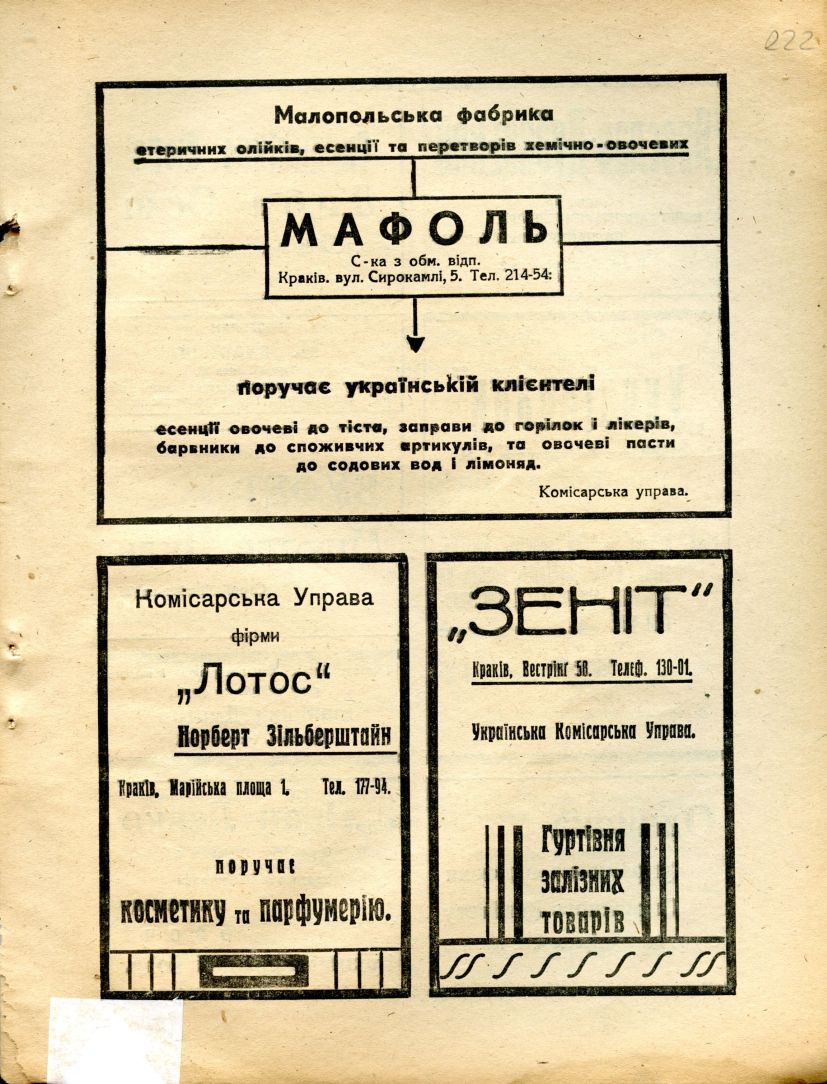 222
Малопольська фабрика
етеричних олійків, есенції та перетворів хемічно-овочевих
МАФОЛЬ
С-ка з обм. відп.
Краків. вул. Сирокамлі, 5. Тел. 214-54:
поручає українській клієнтелі
есенції овочеві до тіста, заправи до горілок і лікерів,
барвники до споживчих артикулів, та овочеві пасти
до содових вод і лімоняд.
Комісарська управа.
Комісарська Управа
фірми
„Лотос“
Норберт Зільберштайн
Краків, Марійська площа 1. Тел. 177-94.
поручає
косметику та парфумерію.
„ЗЕНІТ“
Краків, Вестрінґ 58. Телєф. 130-01.
Українська Комісарська Управа.
Гуртівня
залізних
товарів